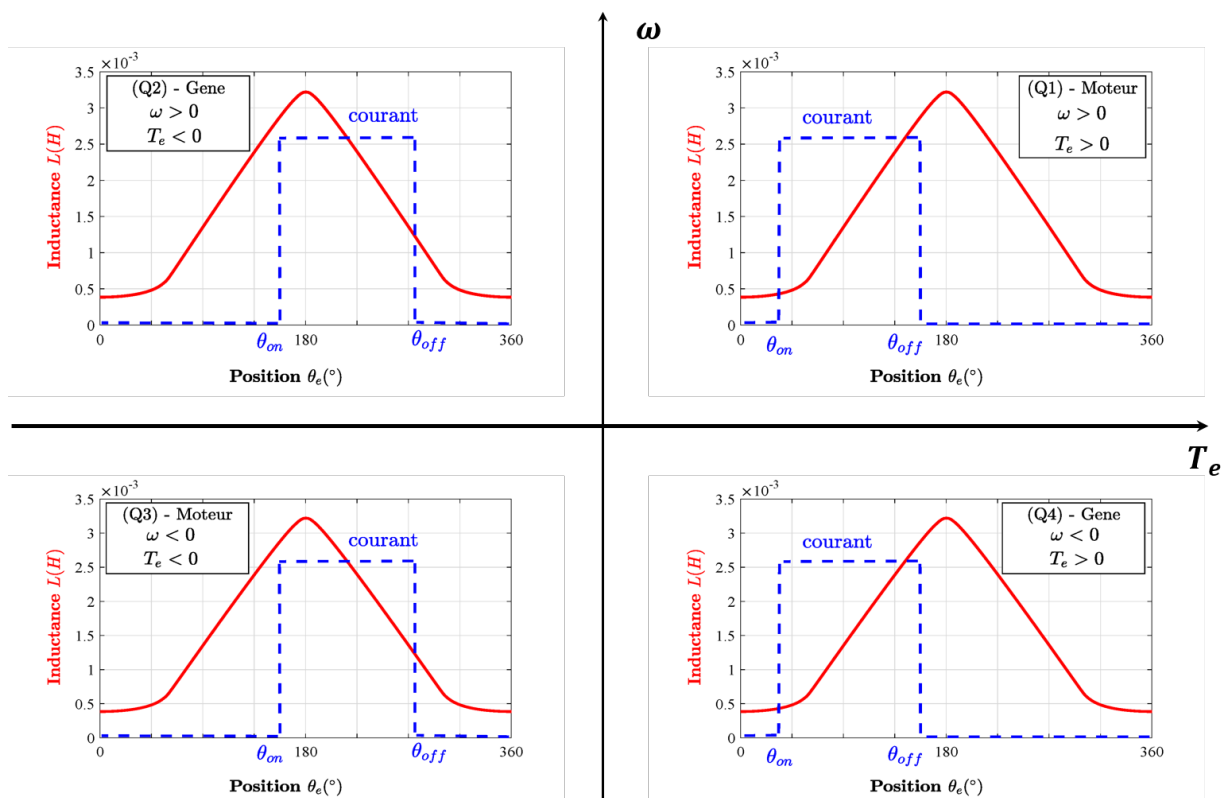 ω
×10⁻³
3.5
3
2.5
2
1.5
1
0.5
0
Inductance L(H)
(Q2) - Gene
ω > 0
Tₑ < 0
courant
0
θₒₙ
180
θₒff
360
Position θₑ(°)
×10⁻³
3.5
3
2.5
2
1.5
1
0.5
0
Inductance L(H)
courant
(Q1) - Moteur
ω > 0
Tₑ > 0
0
θₒₙ
θₒff
180
360
Position θₑ(°)
Tₑ
×10⁻³
3.5
3
2.5
2
1.5
1
0.5
0
Inductance L(H)
(Q3) - Moteur
ω < 0
Tₑ < 0
courant
0
θₒₙ
180
θₒff
360
Position θₑ(°)
×10⁻³
3.5
3
2.5
2
1.5
1
0.5
0
Inductance L(H)
courant
(Q4) - Gene
ω < 0
Tₑ > 0
0
θₒₙ
θₒff
180
360
Position θₑ(°)